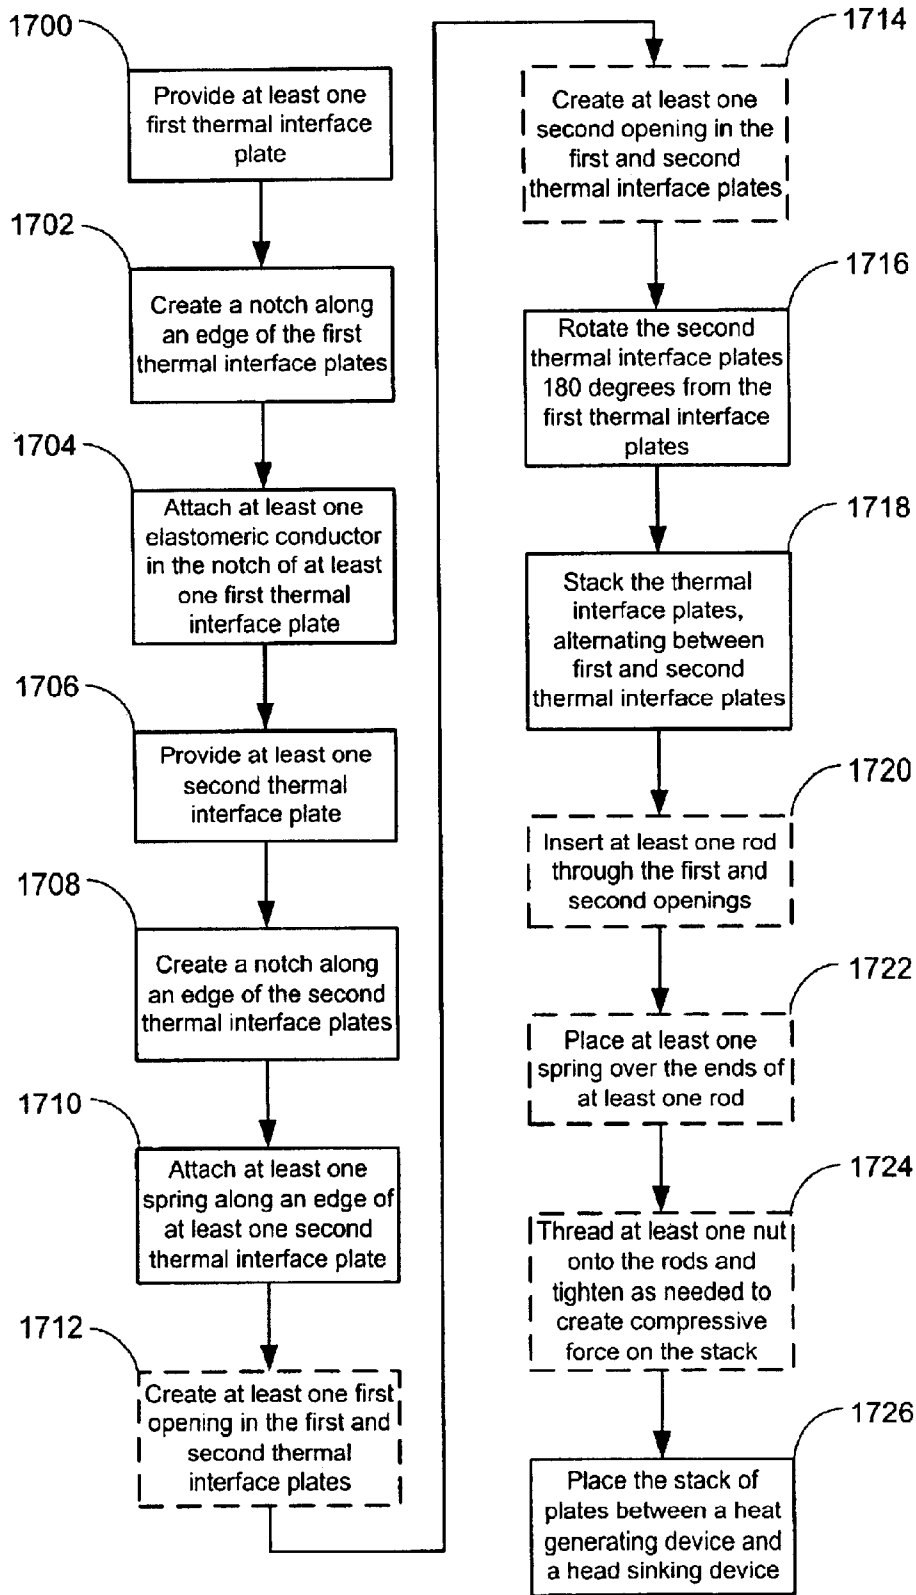 1700
Provide at least one
first thermal interface
plate
1702
Create a notch along
an edge of the first
thermal interface plates
1704
Attach at least one
elastomeric conductor
in the notch of at least
one first thermal
interface plate
1706
Provide at least one
second thermal
interface plate
1708
Create a notch along
an edge of the second
thermal interface plates
1710
Attach at least one
spring along an edge of
at least one second
thermal interface plate
1712
Create at least one first
opening in the first and
second thermal
interface plates
1714
Create at least one
second opening in the
first and second
thermal interface plates
1716
Rotate the second
thermal interface plates
180 degrees from the
first thermal interface
plates
1718
Stack the thermal
interface plates,
alternating between
first and second
thermal interface plates
1720
Insert at least one rod
through the first and
second openings
1722
Place at least one
spring over the ends of
at least one rod
1724
Thread at least one nut
onto the rods and
tighten as needed to
create compressive
force on the stack
1726
Place the stack of
plates between a heat
generating device and
a head sinking device